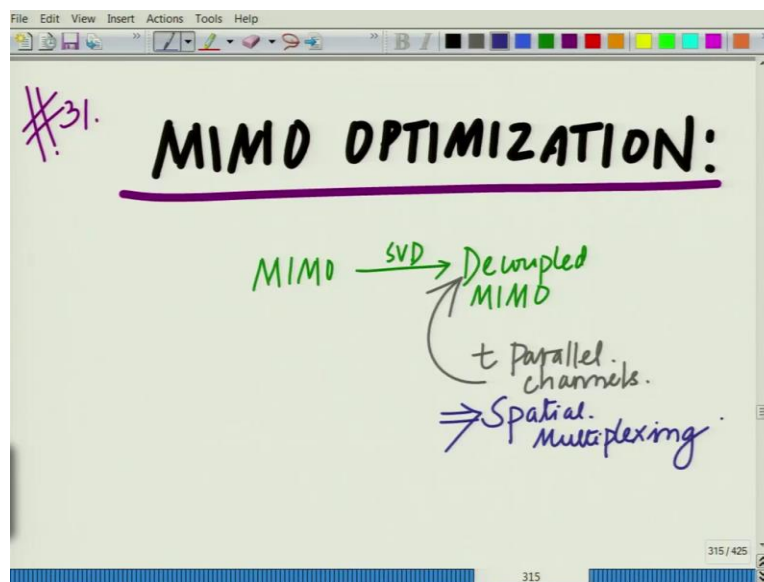 File Edit View Insert Actions Tools Help
B I
#31.
MIMO OPTIMIZATION:
MIMO SVD Decoupled
MIMO
t Parallel.
channels.
⇒ Spatial.
Multiplexing.
315/425
315